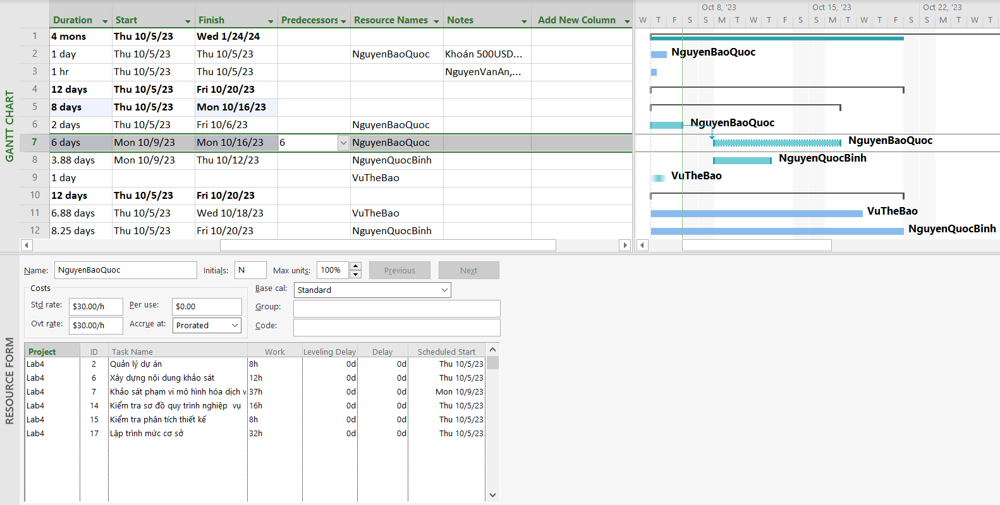 GANTT CHART
Duration Start Finish Predecessors Resource Names Notes Add New Column
1 4 mons Thu 10/5/23 Wed 1/24/24
2 1 day Thu 10/5/23 Thu 10/5/23 NguyenBaoQuoc Khoán 500USD...
3 1 hr Thu 10/5/23 Thu 10/5/23 NguyenVanAn,...
4 12 days Thu 10/5/23 Fri 10/20/23
5 8 days Thu 10/5/23 Mon 10/16/23
6 2 days Thu 10/5/23 Fri 10/6/23 NguyenBaoQuoc
7 6 days Mon 10/9/23 Mon 10/16/23 6 NguyenBaoQuoc
8 3.88 days Mon 10/9/23 Thu 10/12/23 NguyenQuocBinh
9 1 day VuTheBao
10 12 days Thu 10/5/23 Fri 10/20/23
11 6.88 days Thu 10/5/23 Wed 10/18/23 VuTheBao
12 8.25 days Thu 10/5/23 Fri 10/20/23 NguyenQuocBinh
Oct 8, '23 Oct 15, '23 Oct 22, '23
W T F S S M T W T F S S M T W T F S S M T W T
NguyenBaoQuoc
NguyenBaoQuoc
NguyenBaoQuoc
NguyenQuocBinh
VuTheBao
VuTheBao
NguyenQuocBinh
RESOURCE FORM
Name: NguyenBaoQuoc Initials: N Max units: 100% Previous Next
Costs
Base cal: Standard
Std rate: $30.00/h Per use: $0.00
Group:
Ovt rate: $30.00/h Accrue at: Prorated
Code:
Project ID Task Name Work Leveling Delay Delay Scheduled Start
Lab4 2 Quản lý dự án 8h 0d 0d Thu 10/5/23
Lab4 6 Xây dựng nội dung khảo sát 12h 0d 0d Thu 10/5/23
Lab4 7 Khảo sát phạm vi mô hình hóa dịch 37h 0d 0d Mon 10/9/23
Lab4 14 Kiểm tra sơ đồ quy trình nghiệp vụ 16h 0d 0d Thu 10/5/23
Lab4 15 Kiểm tra phân tích thiết kế 8h 0d 0d Thu 10/5/23
Lab4 17 Lập trình mức cơ sở 32h 0d 0d Thu 10/5/23